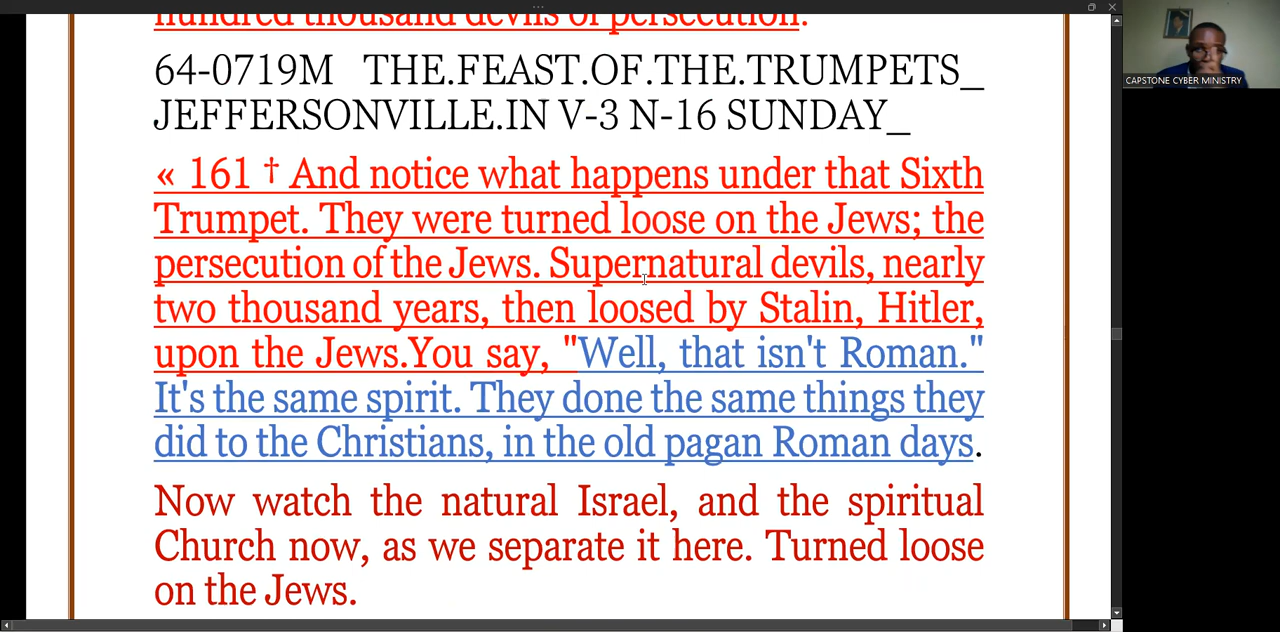 hundred thousand devils of persecution.
64-0719M THE.FEAST.OF.THE.TRUMPETS_
JEFFERSONVILLE.IN V-3 N-16 SUNDAY_
« 161 † And notice what happens under that Sixth
Trumpet. They were turned loose on the Jews; the
persecution of the Jews. Supernatural devils, nearly
two thousand years, then loosed by Stalin, Hitler,
upon the Jews.You say, "Well, that isn't Roman."
It's the same spirit. They done the same things they
did to the Christians, in the old pagan Roman days.
Now watch the natural Israel, and the spiritual
Church now, as we separate it here. Turned loose
on the Jews.
CAPSTONE CYBER MINISTRY